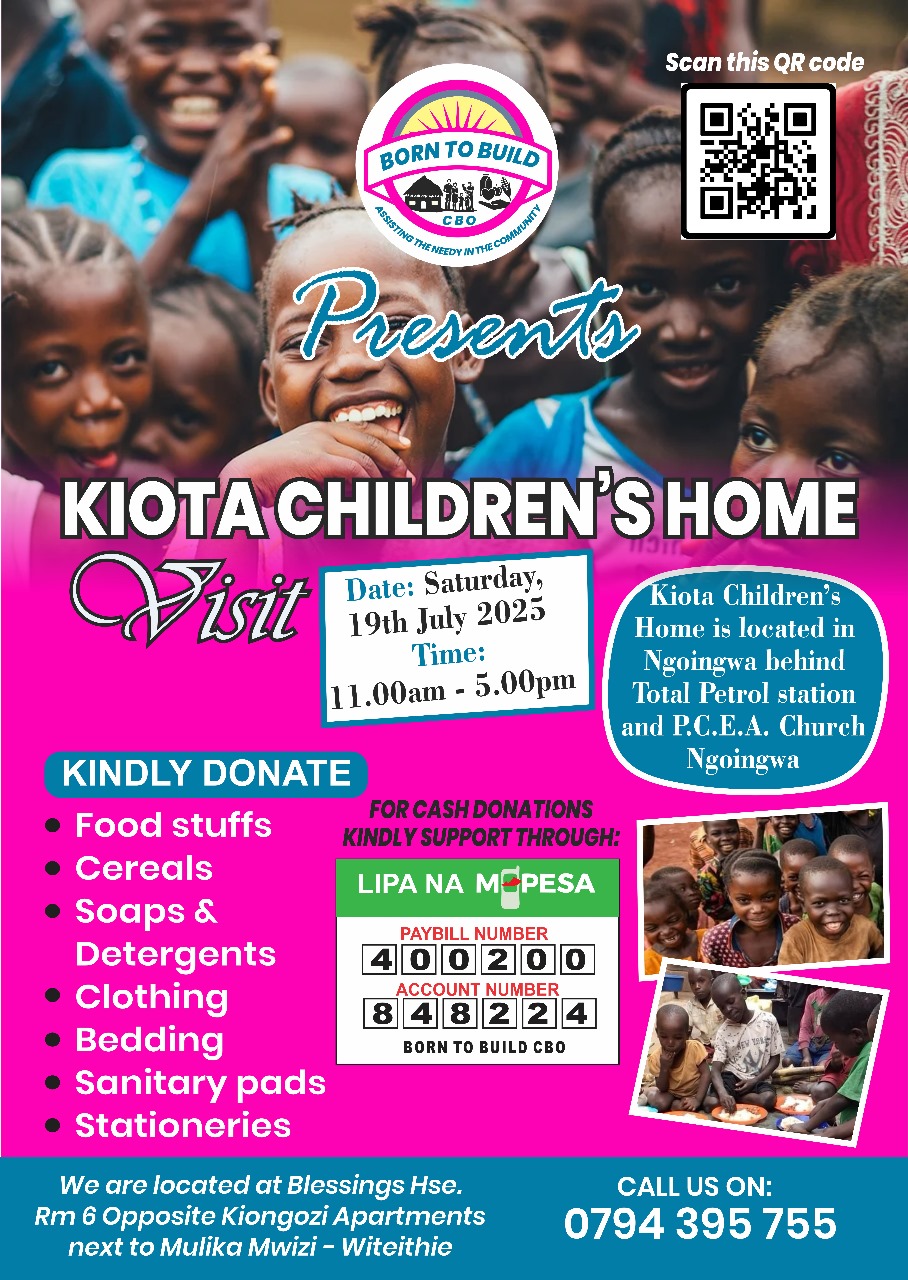 Scan this QR code
BORN TO BUILD
CBO
ASSISTING THE NEEDY IN THE COMMUNITY
Presents
KIOTA CHILDREN'S HOME
Visit
Date: Saturday,
19th July 2025
Time:
11.00am - 5.00pm
Kiota Children's
Home is located in
Ngoingwa behind
Total Petrol station
and P.C.E.A. Church
Ngoingwa
KINDLY DONATE
• Food stuffs
• Cereals
• Soaps &
Detergents
• Clothing
• Bedding
• Sanitary pads
• Stationeries
FOR CASH DONATIONS
KINDLY SUPPORT THROUGH:
LIPA NA M-PESA
PAYBILL NUMBER
400200
ACCOUNT NUMBER
848224
BORN TO BUILD CBO
We are located at Blessings Hse.
Rm 6 Opposite Kiongozi Apartments
next to Mulika Mwizi - Witeithie
CALL US ON:
0794 395 755